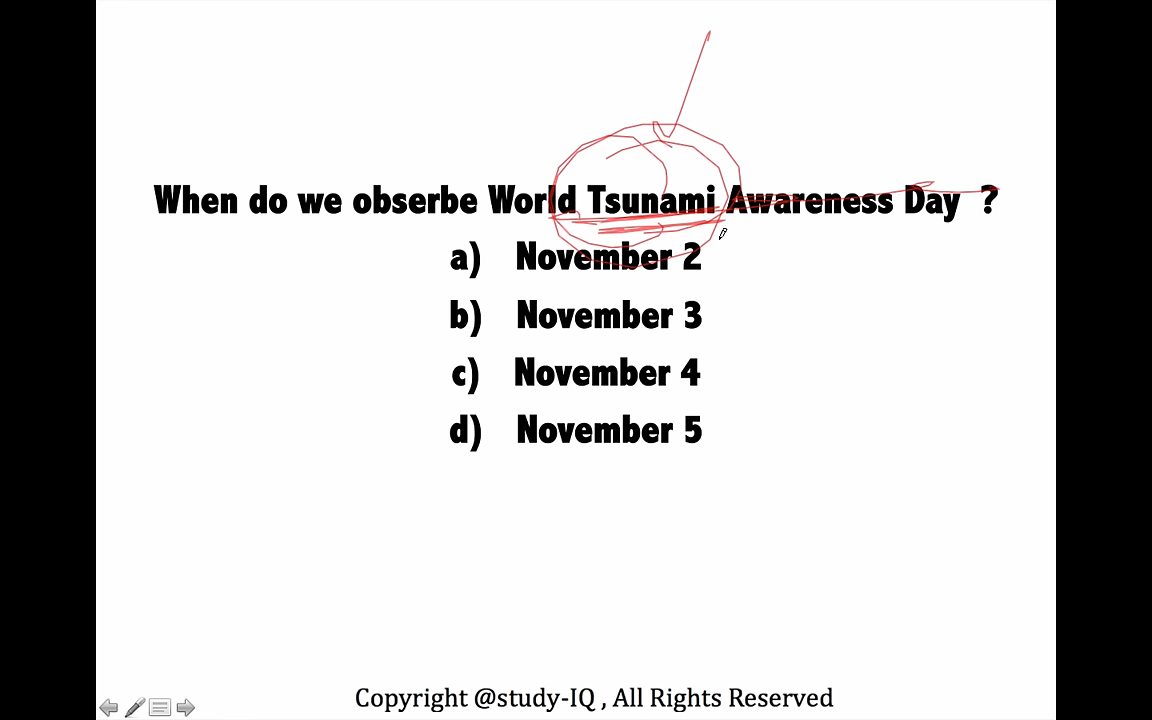 When do we obserbe World Tsunami Awareness Day ?
a) November 2
b) November 3
c) November 4
d) November 5
Copyright @study-IQ , All Rights Reserved